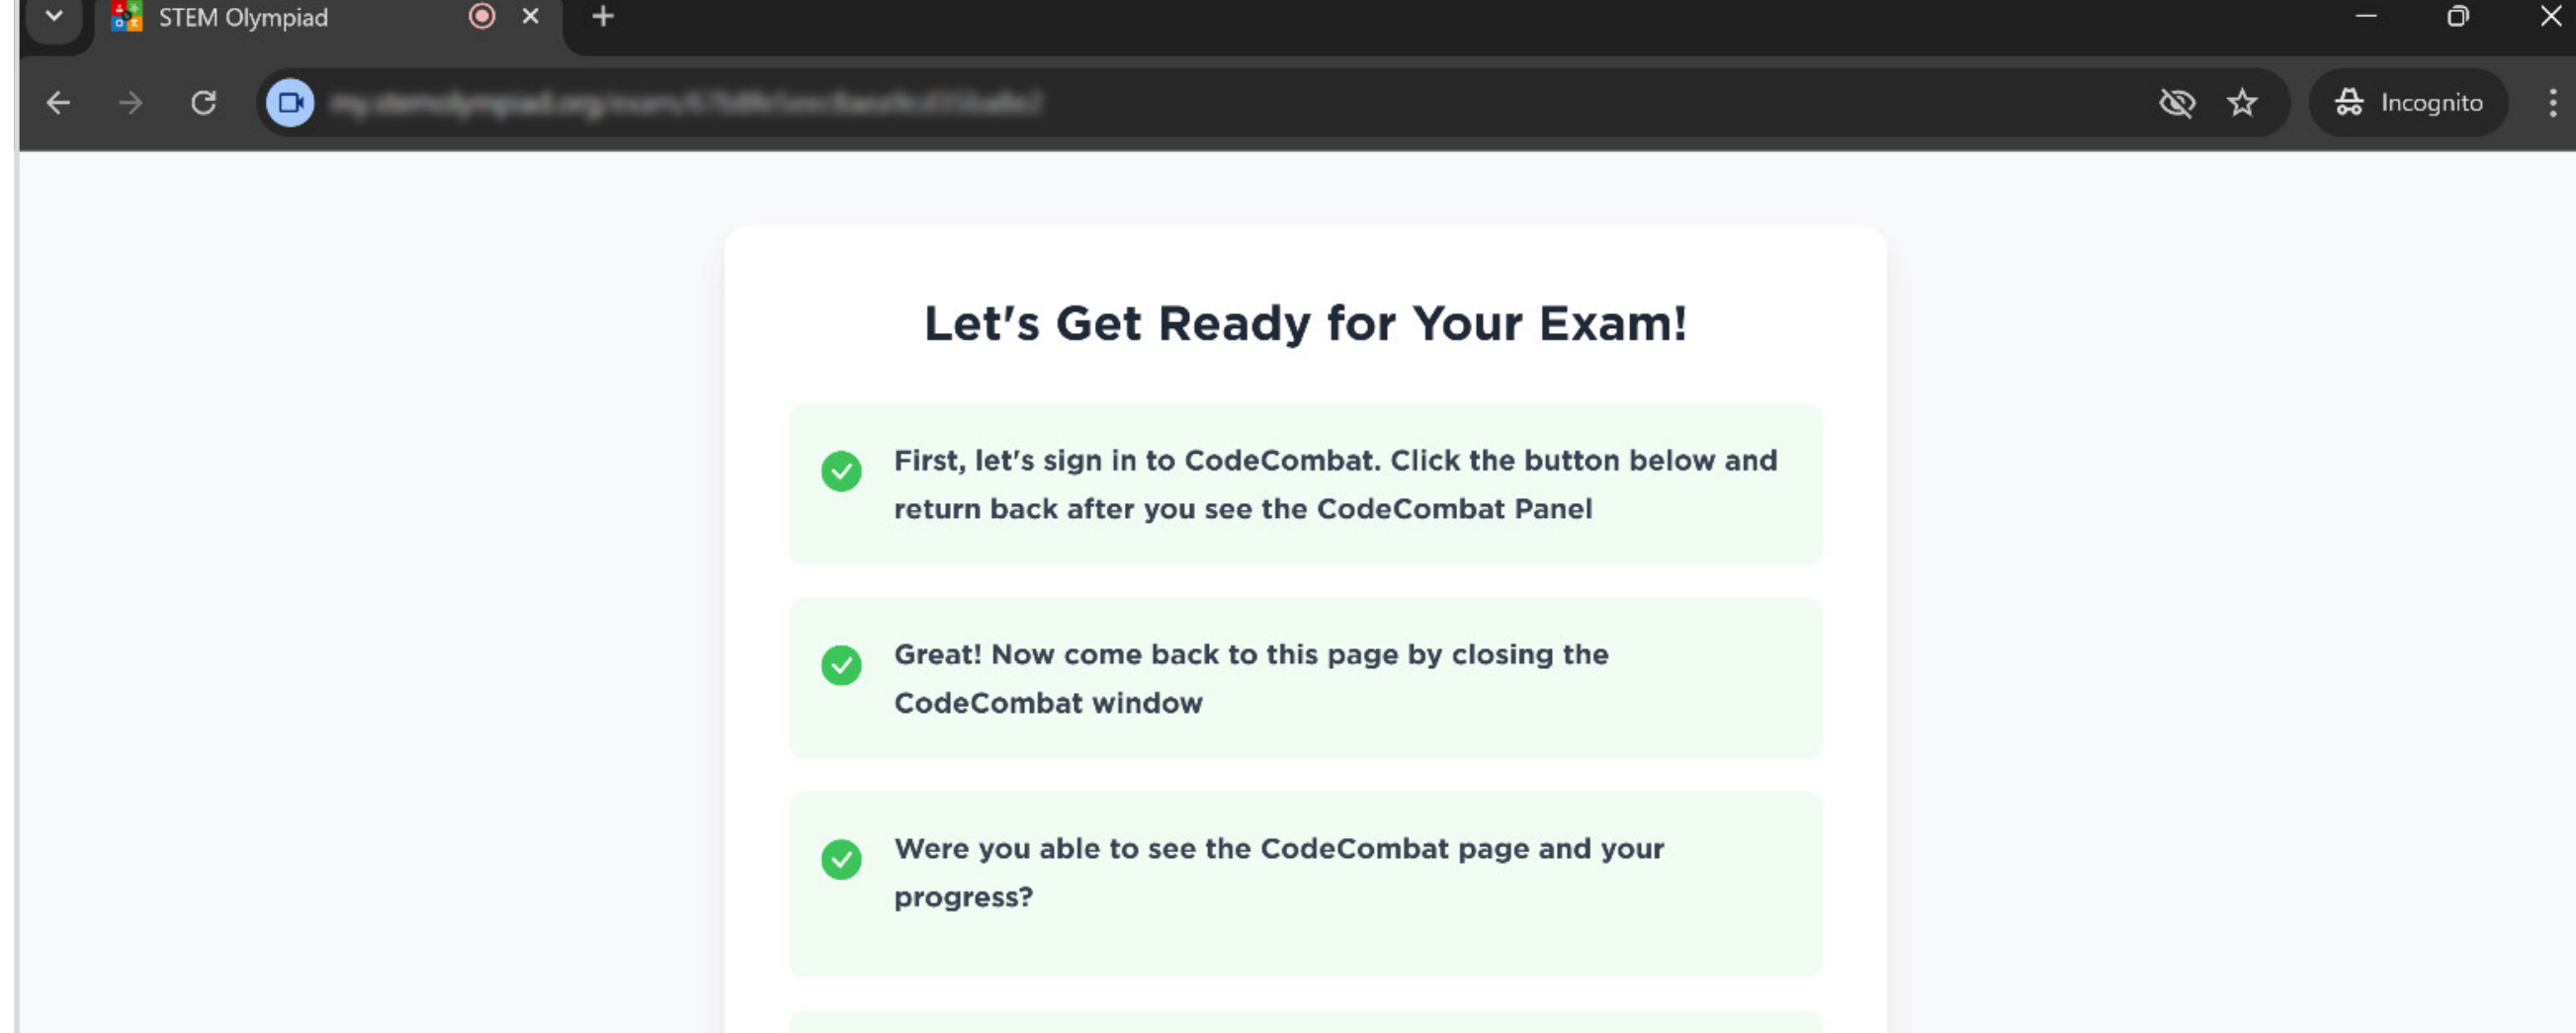 STEM Olympiad
Incognito
Let's Get Ready for Your Exam!
First, let's sign in to CodeCombat. Click the button below and
return back after you see the CodeCombat Panel
Great! Now come back to this page by closing the
CodeCombat window
Were you able to see the CodeCombat page and your
progress?